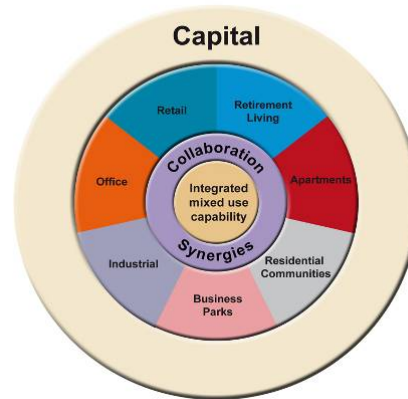 Capital
Retail
Retirement
Living
Office
Collaboration
Apartments
Integrated
mixed use
capability
Synergies
Industrial
Residential
Communities
Business
Parks